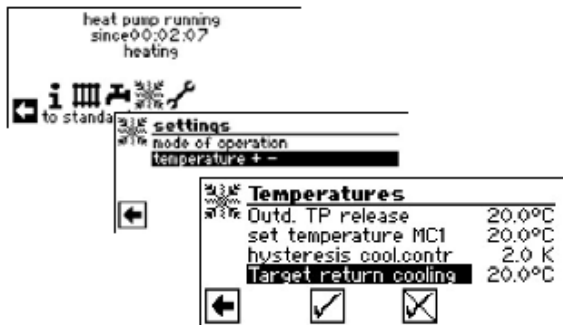 heat pump running
since00:02:07
heating
to standa
settings
mode of operation
temperature + -
Temperatures
Outd. TP release 20.0°C
set temperature MC1 20.0°C
hysteresis cool.contr 2.0 K
Target return cooling 20.0°C